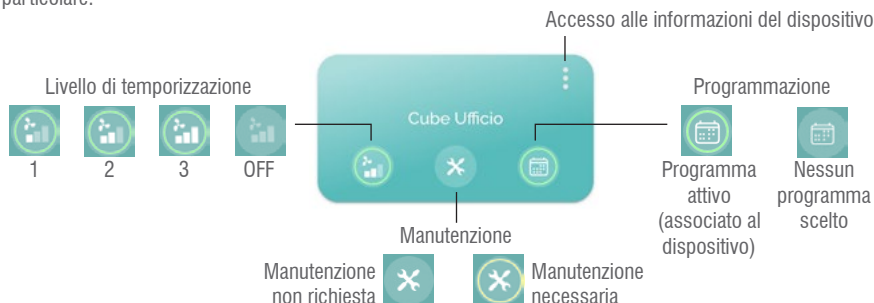 particolare:
Accesso alle informazioni del dispositivo
Livello di temporizzazione
Programmazione
Cube Ufficio
1 2 3 OFF
Programma
attivo
(associato al
dispositivo)
Nessun
programma
scelto
Manutenzione
Manutenzione
non richiesta
Manutenzione
necessaria